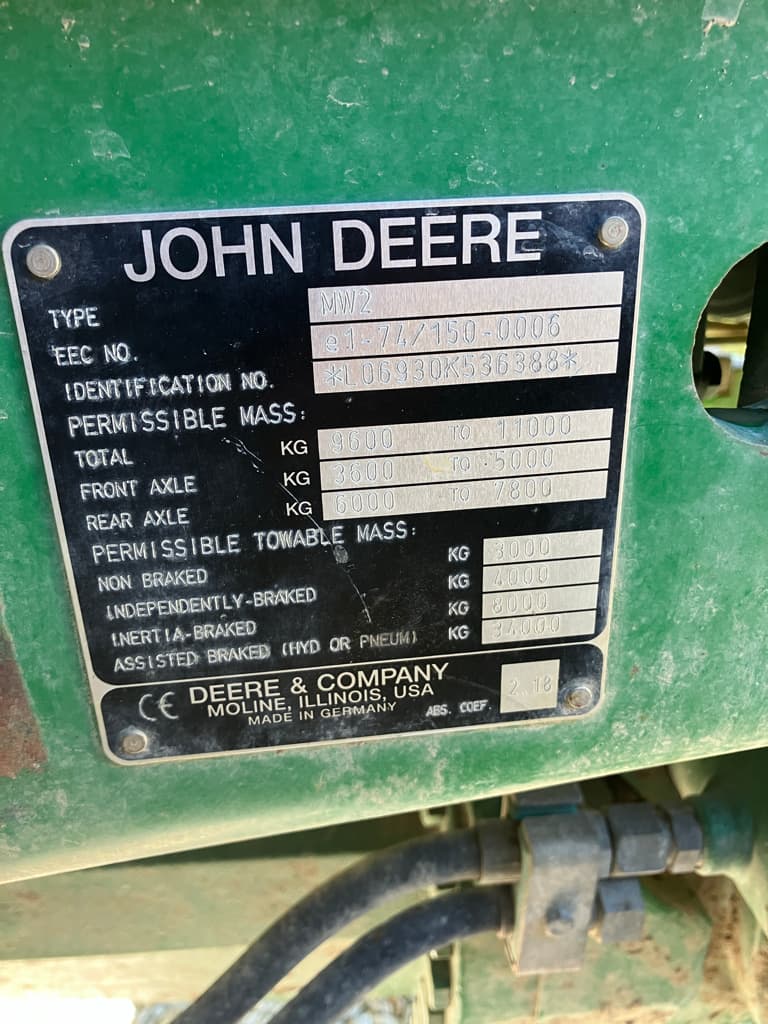 JOHN DEERE
TYPE MW2
EEC NO. e1-74/150-0006
IDENTIFICATION NO. *L06930K536388*
PERMISSIBLE MASS:
TOTAL KG 9600 TO 11000
FRONT AXLE KG 3600 TO 5000
REAR AXLE KG 6000 TO 7800
PERMISSIBLE TOWABLE MASS:
NON BRAKED KG 3000
INDEPENDENTLY-BRAKED KG 4000
INERTIA-BRAKED KG 8000
ASSISTED BRAKED (HYD OR PNEUM) KG 34000
CE DEERE & COMPANY
MOLINE, ILLINOIS, USA
MADE IN GERMANY ABS. COEF. 2.18